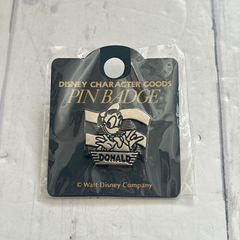 DISNEY CHARACTER GOODS
PIN BADGE
DONALD
© Walt Disney Company